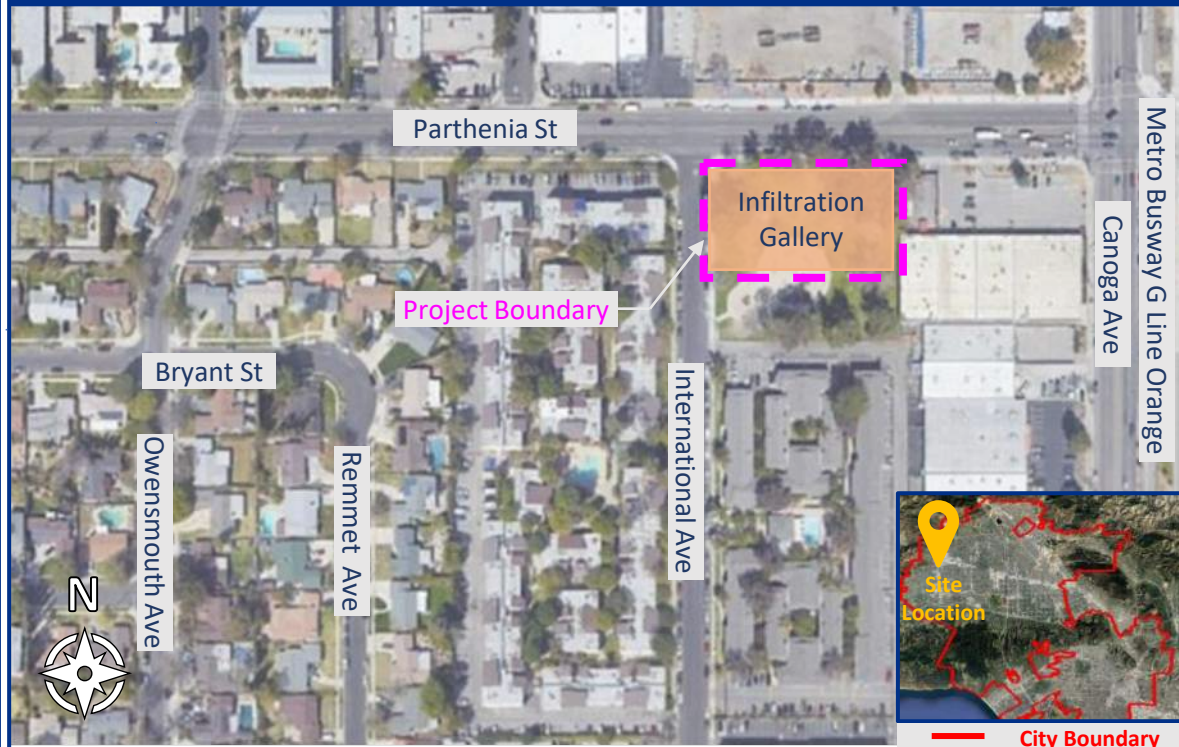 Parthenia St
Infiltration
Gallery
Project Boundary
Bryant St
Owensmouth Ave
Remmet Ave
International Ave
Canoga Ave
Metro Busway G Line Orange
N
Site
Location
City Boundary